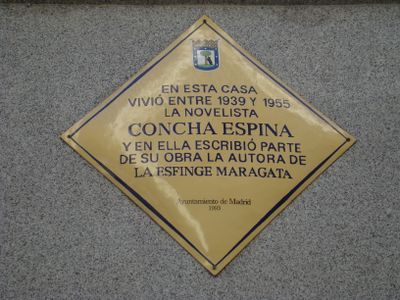 EN ESTA CASA
VIVIÓ ENTRE 1939 Y 1955
LA NOVELISTA
CONCHA ESPINA
Y EN ELLA ESCRIBIÓ PARTE
DE SU OBRA LA AUTORA DE
LA ESFINGE MARAGATA
Ayuntamiento de Madrid
1993